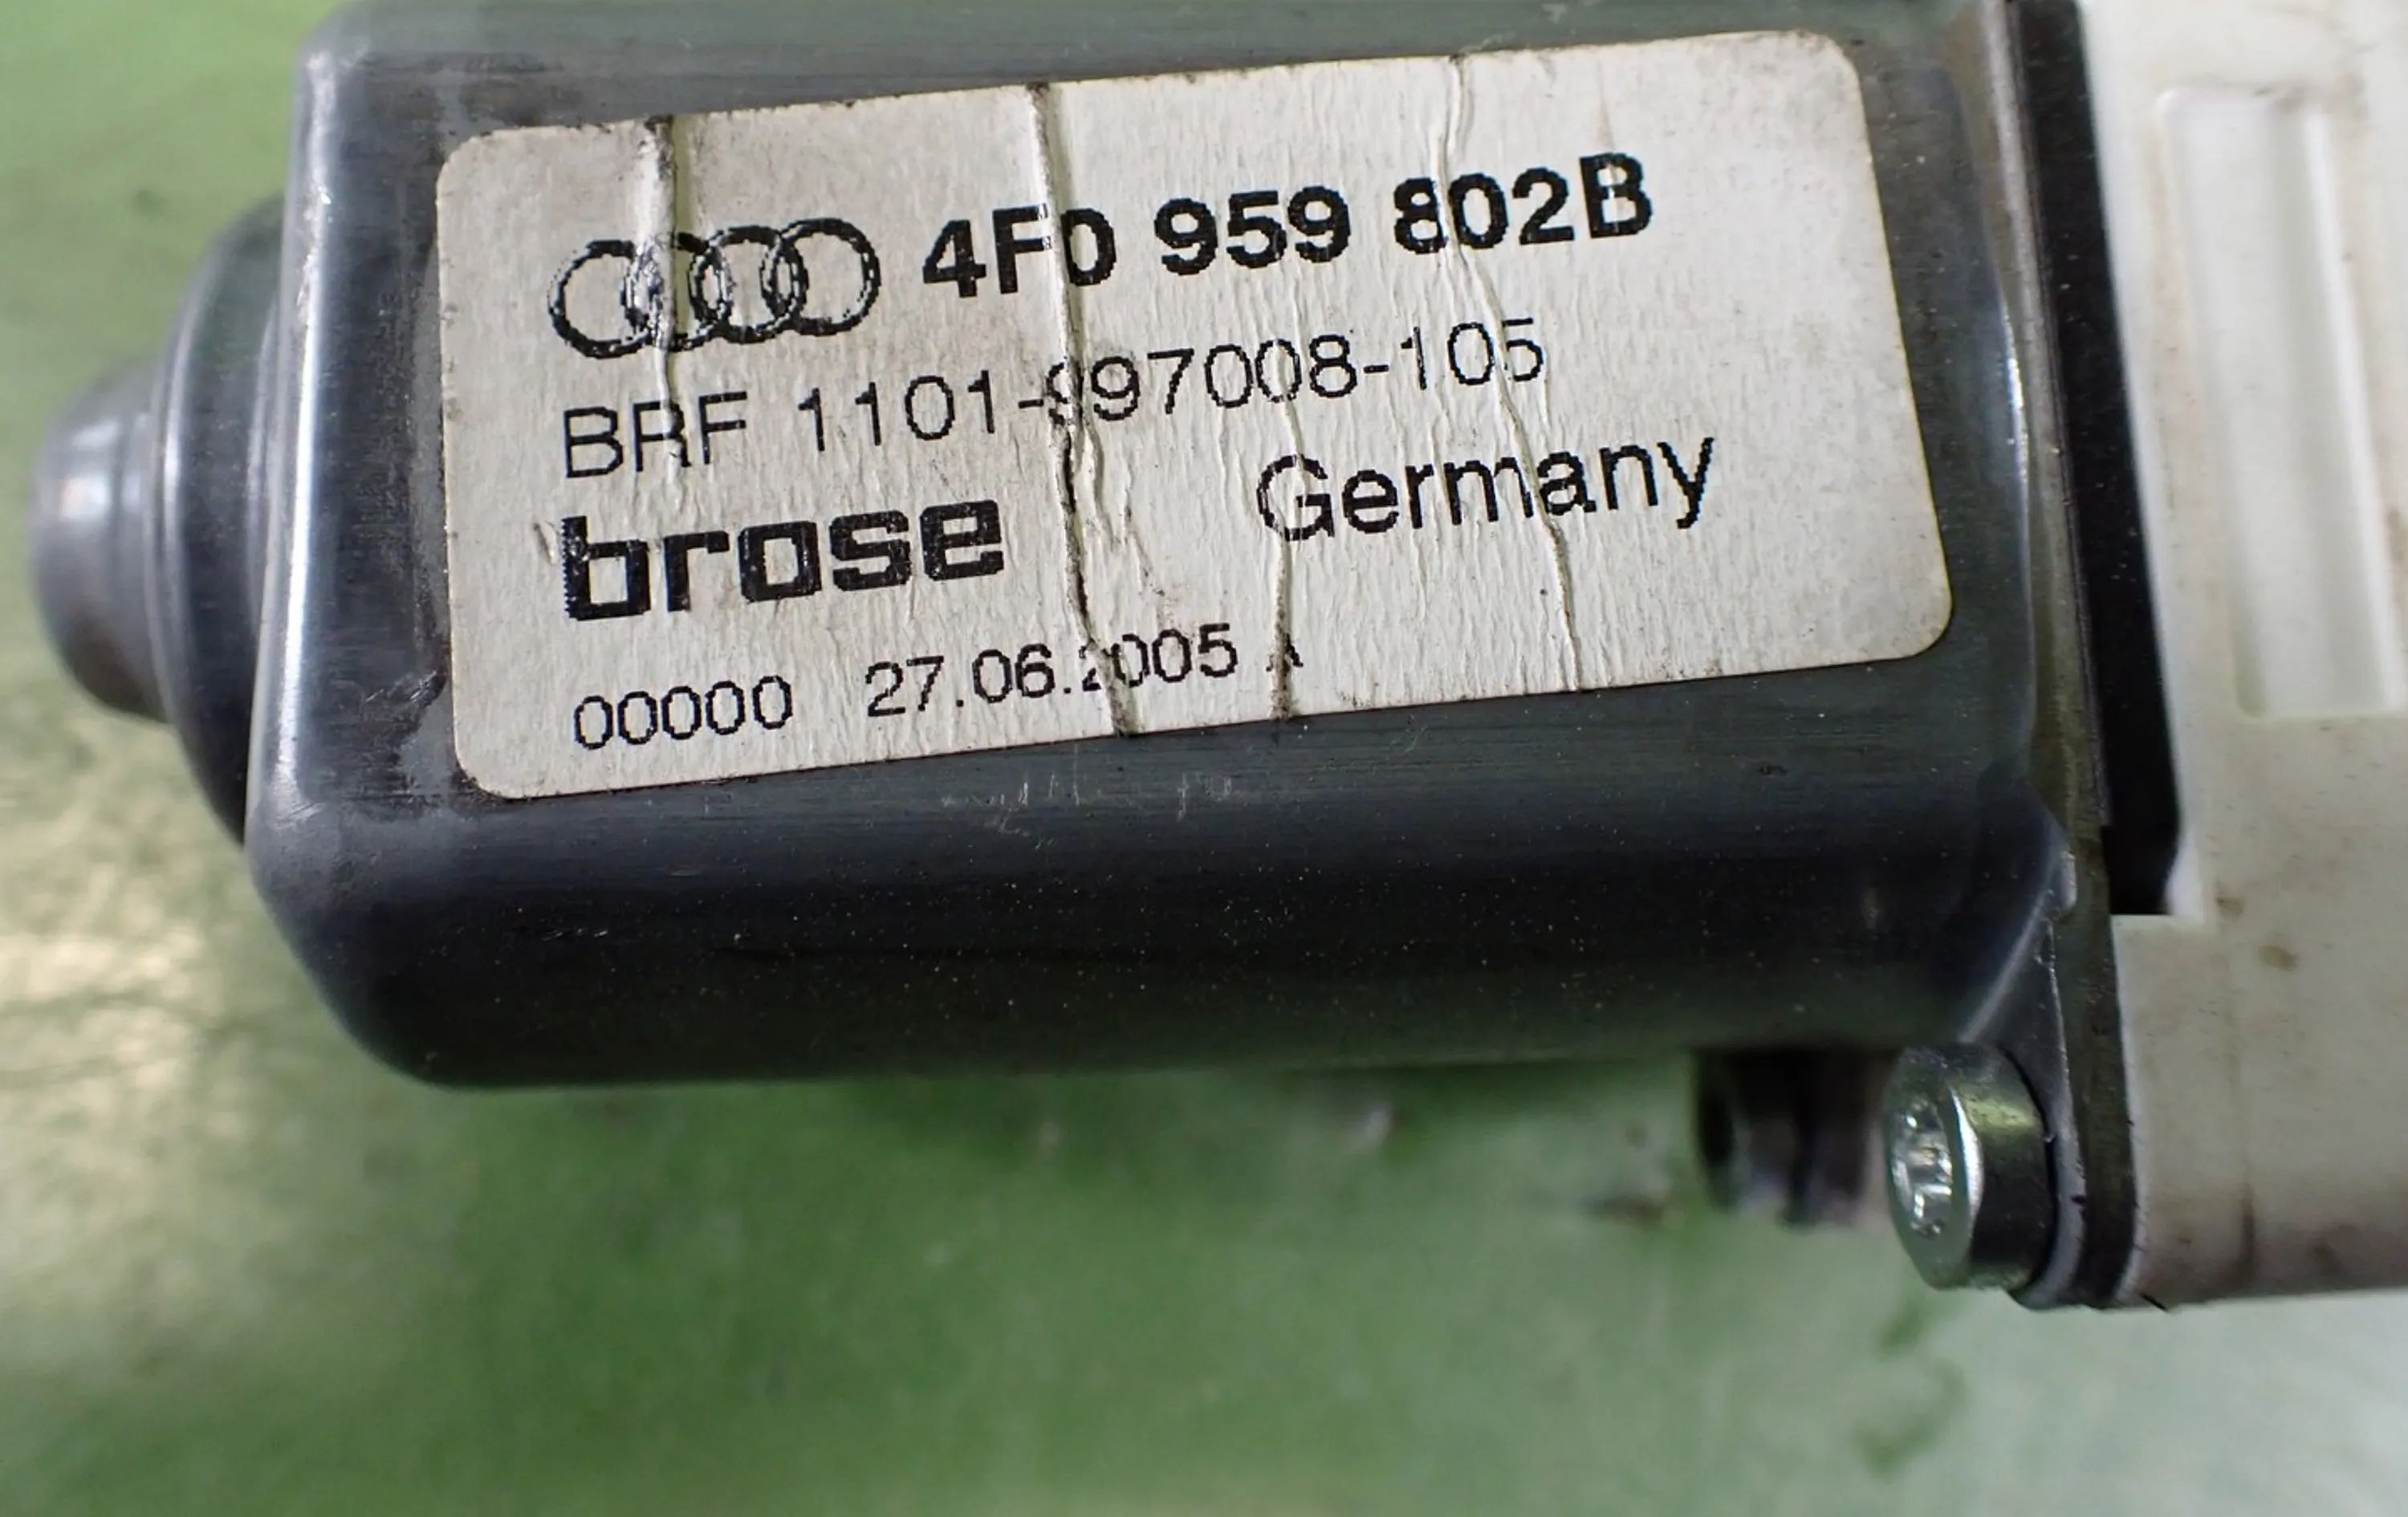 4F0 959 802B
BRF 1101-997008-105
brose Germany
00000 27.06.2005 A